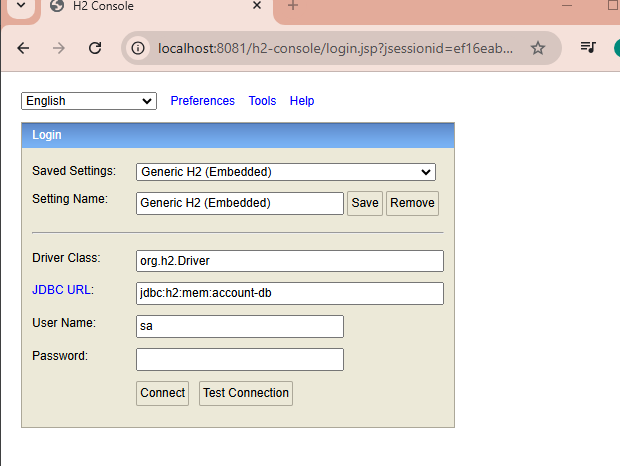 H2 Console
localhost:8081/h2-console/login.jsp?jsessionid=ef16eab...
English Preferences Tools Help
Login
Saved Settings: Generic H2 (Embedded)
Setting Name: Generic H2 (Embedded) Save Remove
Driver Class: org.h2.Driver
JDBC URL: jdbc:h2:mem:account-db
User Name: sa
Password:
Connect Test Connection